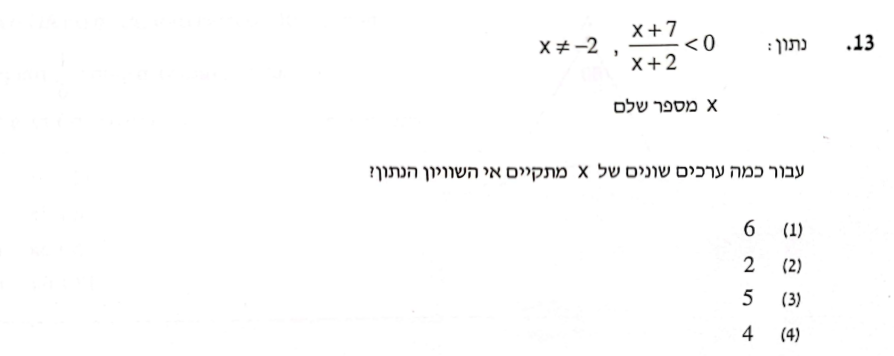 13. נתון: $\frac{x+7}{x+2}<0$ , $x \neq -2$
x מספר שלם
עבור כמה ערכים שונים של x מתקיים אי השוויון הנתון?
(1) 6
(2) 2
(3) 5
(4) 4